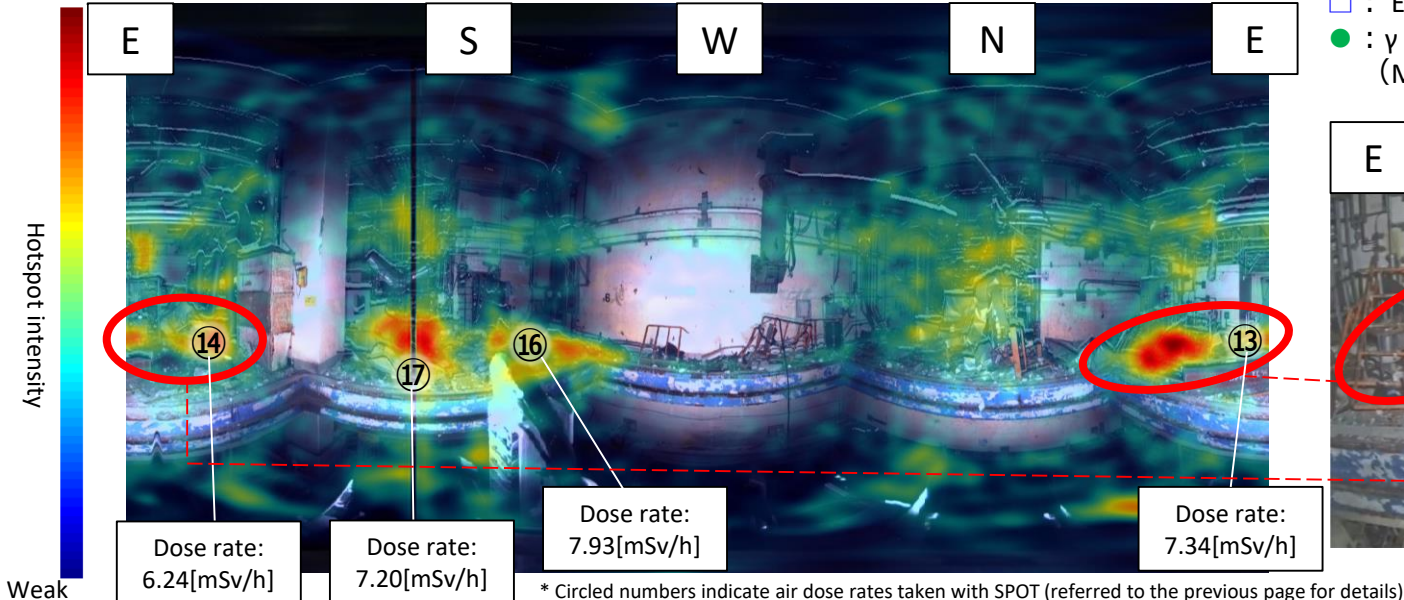 E
S
W
N
E
: E
: γ
(M
E
Hotspot intensity
⑭
⑰
⑯
⑬
Dose rate:
6.24[mSv/h]
Dose rate:
7.20[mSv/h]
Dose rate:
7.93[mSv/h]
Dose rate:
7.34[mSv/h]
Weak
* Circled numbers indicate air dose rates taken with SPOT (referred to the previous page for details)